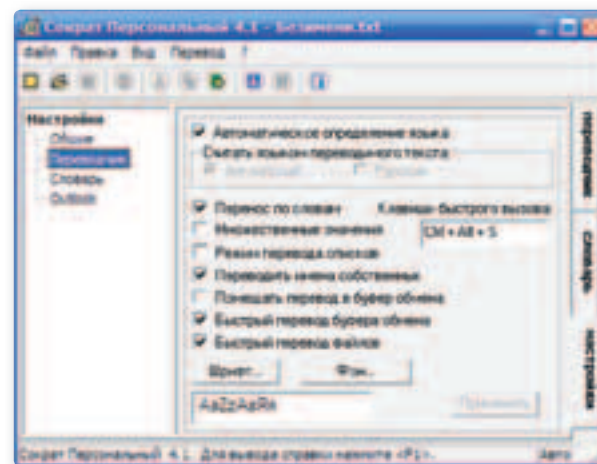 Сократ Персональный 4.1 - Безымени.txt
Файл Правка Вид Перевод ?
Настройки
Общие
Переводчик
Словарь
Outlook
Автоматическое определение языка
Считать языком переводимого текста
Английский Русский
Перенос по словам Клавиши быстрого вызова
Множественные значения Ctrl + Alt + S
Режим перевода списков
Переводить имена собственные
Помещать перевод в буфер обмена
Быстрый перевод буфера обмена
Быстрый перевод файлов
Шрифт... Фон...
AaZzАаЯя Применить
переводчик
словарь
настройки
Сократ Персональный 4.1. Для вывода справки нажмите <F1>. Авто